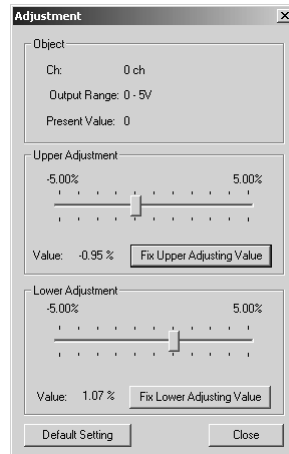 Adjustment
Object
Ch: 0 ch
Output Range: 0 - 5V
Present Value: 0
Upper Adjustment
-5.00% 5.00%
Value: -0.95 % Fix Upper Adjusting Value
Lower Adjustment
-5.00% 5.00%
Value: 1.07 % Fix Lower Adjusting Value
Default Setting Close